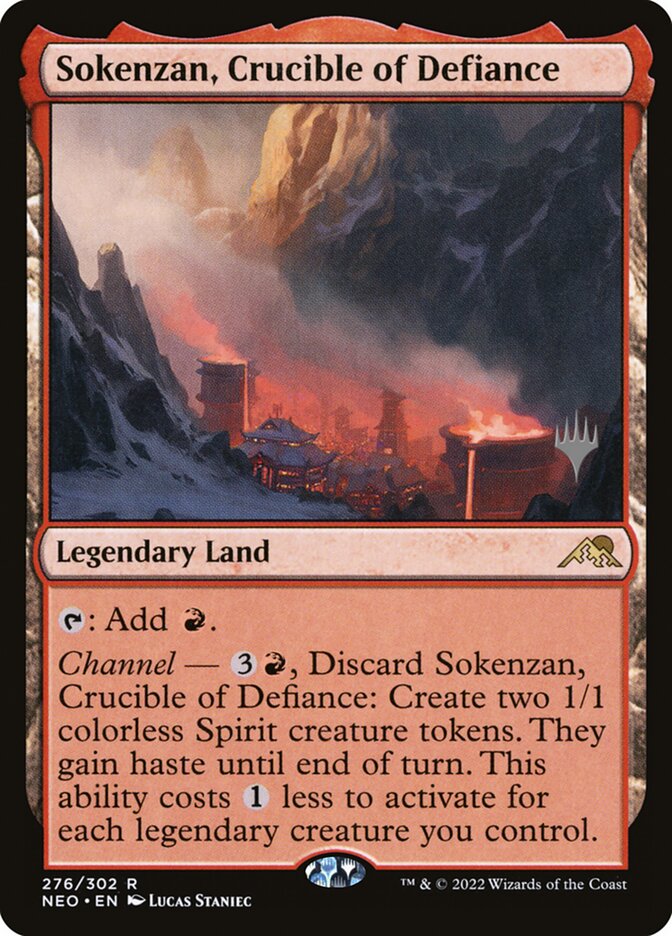 Sokenzan, Crucible of Defiance
Legendary Land
: Add .
Channel — 3, Discard Sokenzan,
Crucible of Defiance: Create two 1/1
colorless Spirit creature tokens. They
gain haste until end of turn. This
ability costs 1 less to activate for
each legendary creature you control.
276/302 R
NEO • EN Lucas Staniec
™ & © 2022 Wizards of the Coast